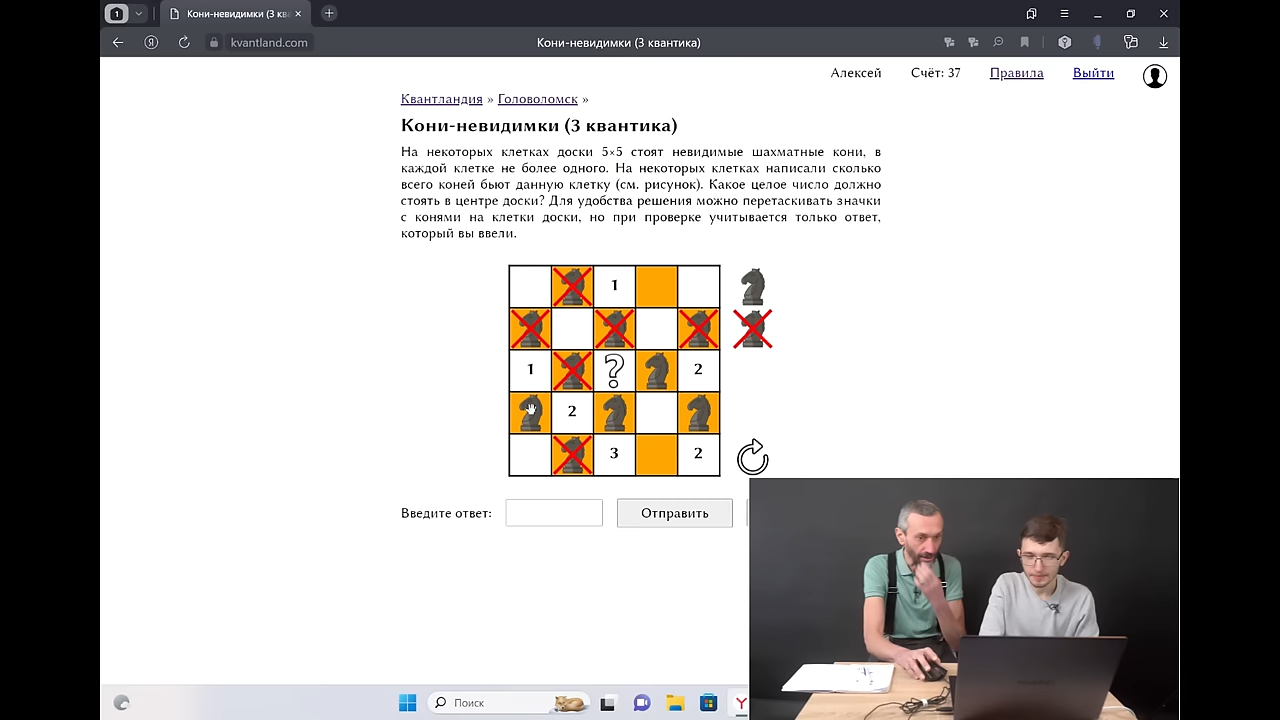 1
Кони-невидимки (3 ква
kvantland.com
Кони-невидимки (3 квантика)
Алексей Счёт: 37 Правила Выйти
Квантландия » Головоломск »
Кони-невидимки (3 квантика)
На некоторых клетках доски 5×5 стоят невидимые шахматные кони, в
каждой клетке не более одного. На некоторых клетках написали сколько
всего коней бьют данную клетку (см. рисунок). Какое целое число должно
стоять в центре доски? Для удобства решения можно перетаскивать значки
с конями на клетки доски, но при проверке учитывается только ответ,
который вы ввели.
1
1 ? 2
2
3 2
Введите ответ: Отправить
Поиск